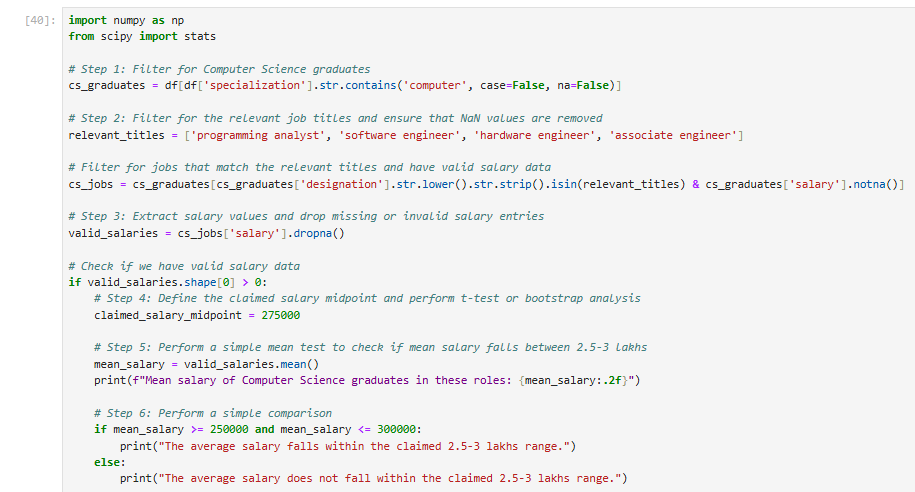 [40]: import numpy as np
from scipy import stats
# Step 1: Filter for Computer Science graduates
cs_graduates = df[df['specialization'].str.contains('computer', case=False, na=False)]
# Step 2: Filter for the relevant job titles and ensure that NaN values are removed
relevant_titles = ['programming analyst', 'software engineer', 'hardware engineer', 'associate engineer']
# Filter for jobs that match the relevant titles and have valid salary data
cs_jobs = cs_graduates[cs_graduates['designation'].str.lower().str.strip().isin(relevant_titles) & cs_graduates['salary'].notna()]
# Step 3: Extract salary values and drop missing or invalid salary entries
valid_salaries = cs_jobs['salary'].dropna()
# Check if we have valid salary data
if valid_salaries.shape[0] > 0:
    # Step 4: Define the claimed salary midpoint and perform t-test or bootstrap analysis
    claimed_salary_midpoint = 275000
    # Step 5: Perform a simple mean test to check if mean salary falls between 2.5-3 lakhs
    mean_salary = valid_salaries.mean()
    print(f"Mean salary of Computer Science graduates in these roles: {mean_salary:.2f}")
    # Step 6: Perform a simple comparison
    if mean_salary >= 250000 and mean_salary <= 300000:
        print("The average salary falls within the claimed 2.5-3 lakhs range.")
    else:
        print("The average salary does not fall within the claimed 2.5-3 lakhs range.")